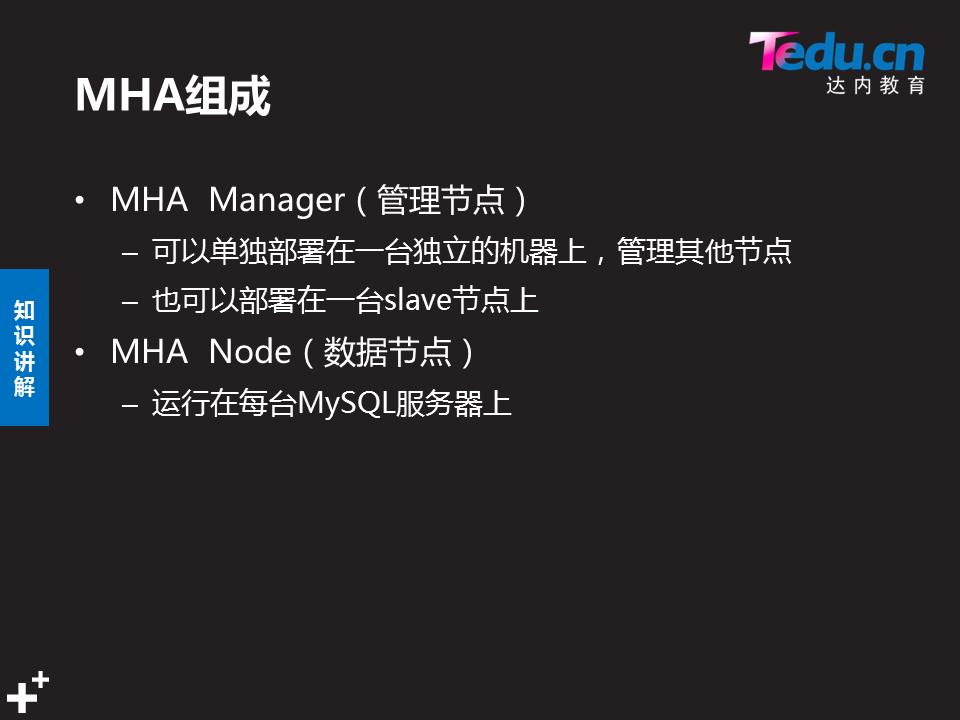 Tedu.cn
达内教育
MHA组成
• MHA Manager（管理节点）
– 可以单独部署在一台独立的机器上，管理其他节点
– 也可以部署在一台slave节点上
• MHA Node（数据节点）
– 运行在每台MySQL服务器上
知识讲解